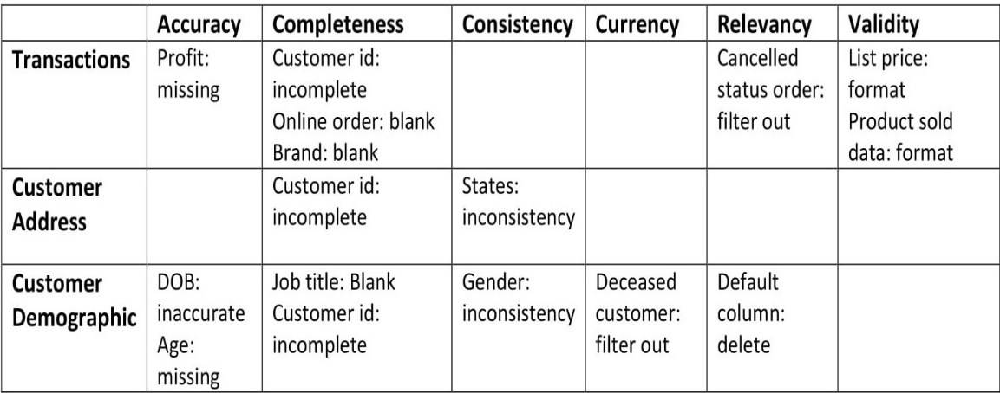 Accuracy Completeness Consistency Currency Relevancy Validity
Transactions
Profit:
missing
Customer id:
incomplete
Online order: blank
Brand: blank
Cancelled
status order:
filter out
List price:
format
Product sold
data: format
Customer
Address
Customer id:
incomplete
States:
inconsistency
Customer
Demographic
DOB:
inaccurate
Age:
missing
Job title: Blank
Customer id:
incomplete
Gender:
inconsistency
Deceased
customer:
filter out
Default
column:
delete